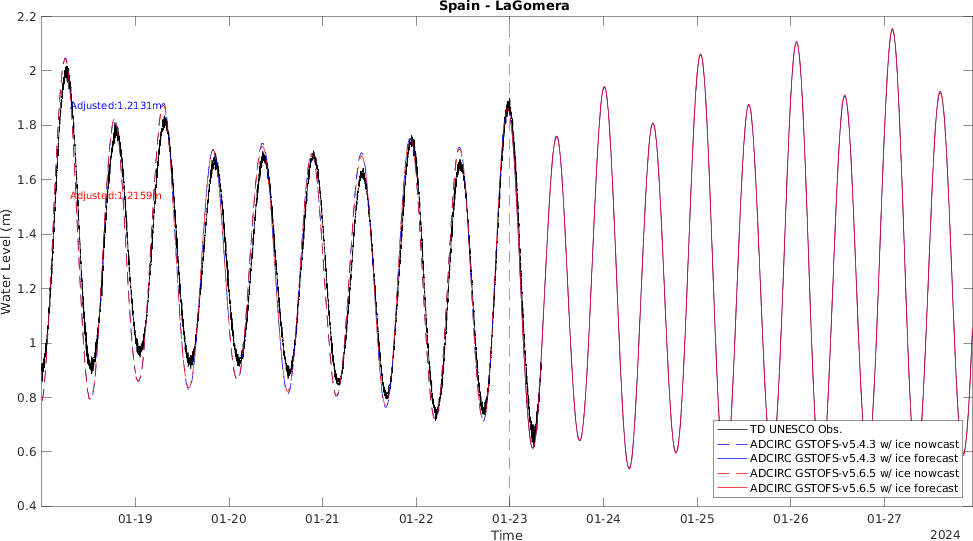 Spain - LaGomera
2.2
2
1.8
1.6
1.4
1.2
1
0.8
0.6
0.4
Water Level (m)
Adjusted:1.2131m
Adjusted:1.2159m
TD UNESCO Obs.
ADCIRC GSTOFS-v5.4.3 w/ ice nowcast
ADCIRC GSTOFS-v5.4.3 w/ ice forecast
ADCIRC GSTOFS-v5.6.5 w/ ice nowcast
ADCIRC GSTOFS-v5.6.5 w/ ice forecast
01-19 01-20 01-21 01-22 01-23 01-24 01-25 01-26 01-27
Time
2024